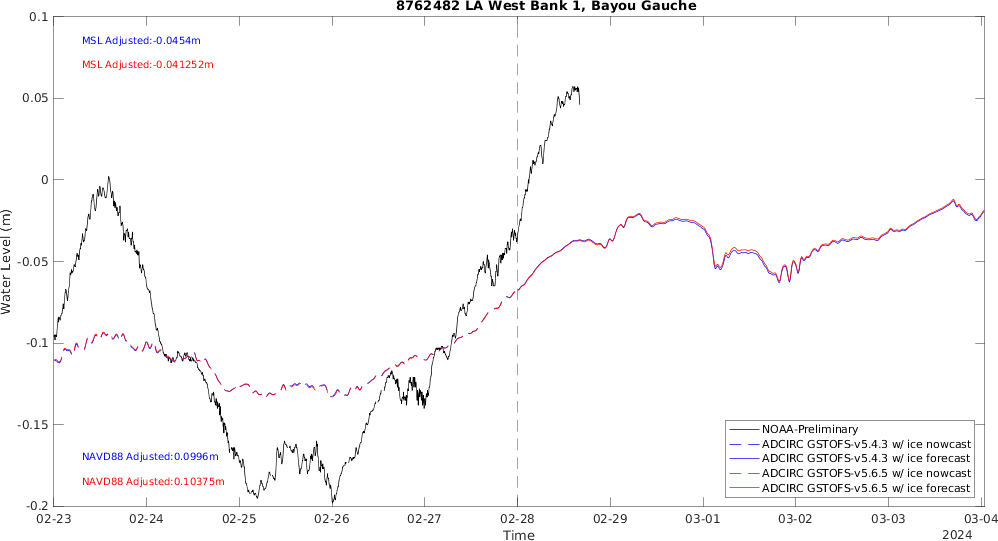 8762482 LA West Bank 1, Bayou Gauche
0.1
MSL Adjusted:-0.0454m
MSL Adjusted:-0.041252m
0.05
0
-0.05
-0.1
-0.15
-0.2
Water Level (m)
NAVD88 Adjusted:0.0996m
NAVD88 Adjusted:0.10375m
NOAA-Preliminary
ADCIRC GSTOFS-v5.4.3 w/ ice nowcast
ADCIRC GSTOFS-v5.4.3 w/ ice forecast
ADCIRC GSTOFS-v5.6.5 w/ ice nowcast
ADCIRC GSTOFS-v5.6.5 w/ ice forecast
02-23 02-24 02-25 02-26 02-27 02-28 02-29 03-01 03-02 03-03 03-04
Time
2024